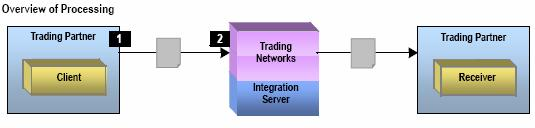 Overview of Processing
Trading Partner
1
Client
2
Trading
Networks
Integration
Server
Trading Partner
Receiver